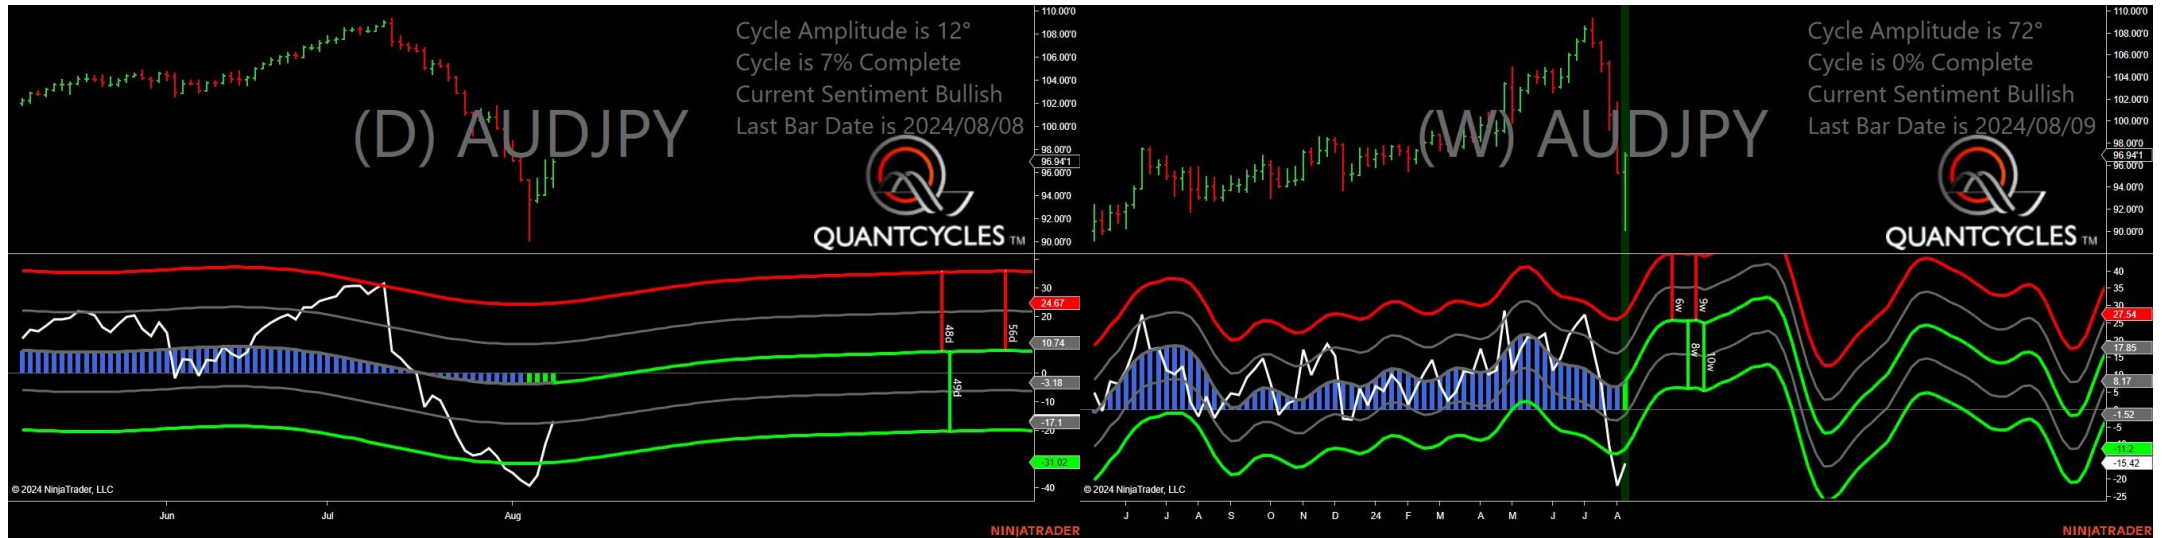 Cycle Amplitude is 12°
Cycle is 7% Complete
Current Sentiment Bullish
Last Bar Date is 2024/08/08
(D) AUDJPY
QUANTCYCLES TM
110.00'0
108.00'0
106.00'0
104.00'0
102.00'0
100.00'0
98.00'0
96.94'1
96.00'0
94.00'0
92.00'0
90.00'0
48d
56d
49d
30
24.67
20
10.74
0
-3.18
-10
-17.1
-20
-31.02
-40
© 2024 NinjaTrader, LLC
Jun
Jul
Aug
NINJATRADER
Cycle Amplitude is 72°
Cycle is 0% Complete
Current Sentiment Bullish
Last Bar Date is 2024/08/09
(W) AUDJPY
QUANTCYCLES TM
110.00'0
108.00'0
106.00'0
104.00'0
102.00'0
100.00'0
98.00'0
96.94'1
96.00'0
94.00'0
92.00'0
90.00'0
6w
9w
8w
10w
40
35
30
27.54
25
17.85
15
8.17
5
-1.52
-5
-11.2
-15.42
-20
-25
© 2024 NinjaTrader, LLC
J J A S O N D 24 F M A M J J A
NINJATRADER